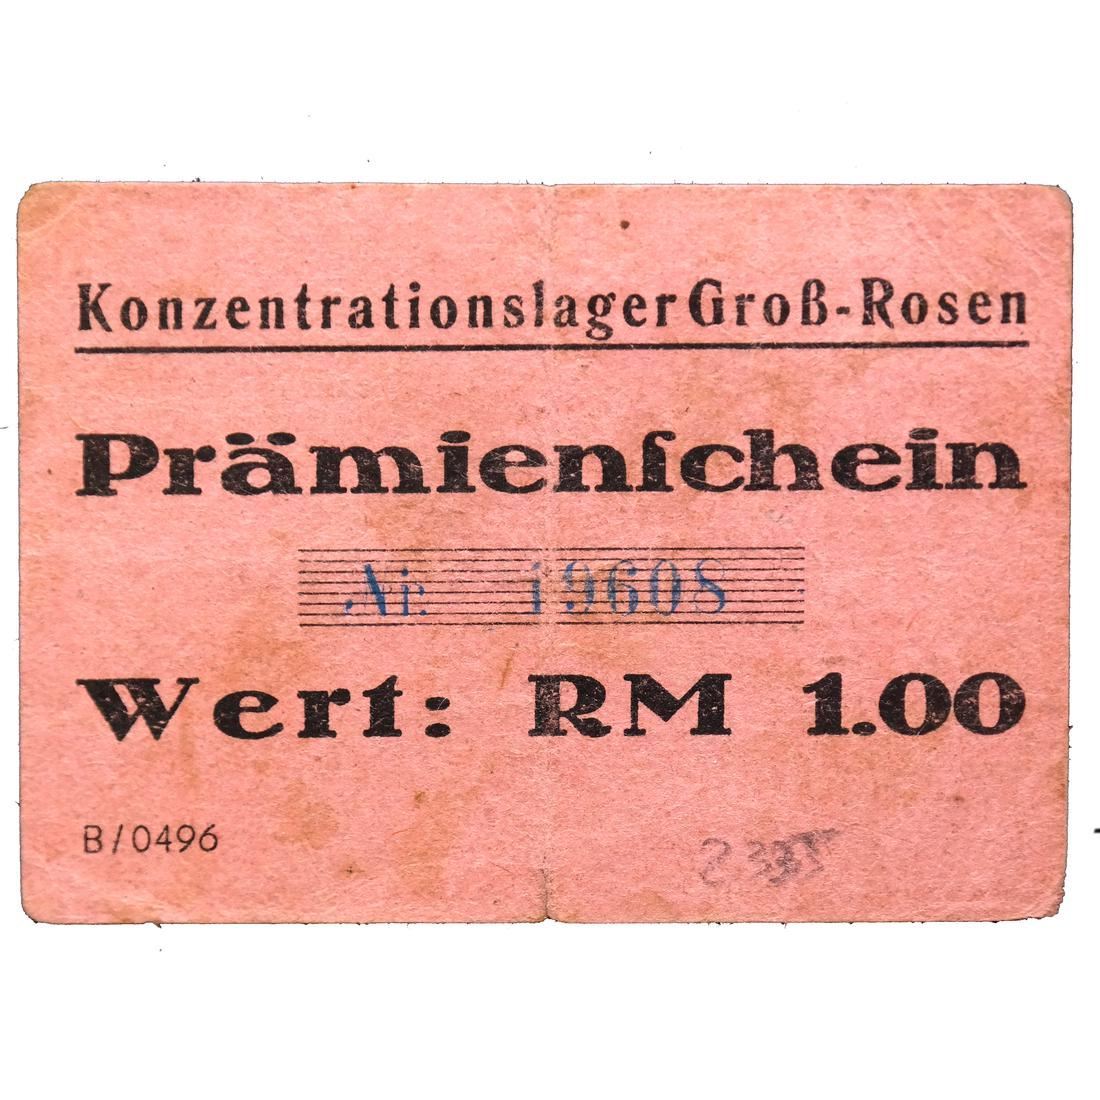 Konzentrationslager Groß-Rosen
Prämienſchein
Nr. 19608
Wert: RM 1.00
B/0496